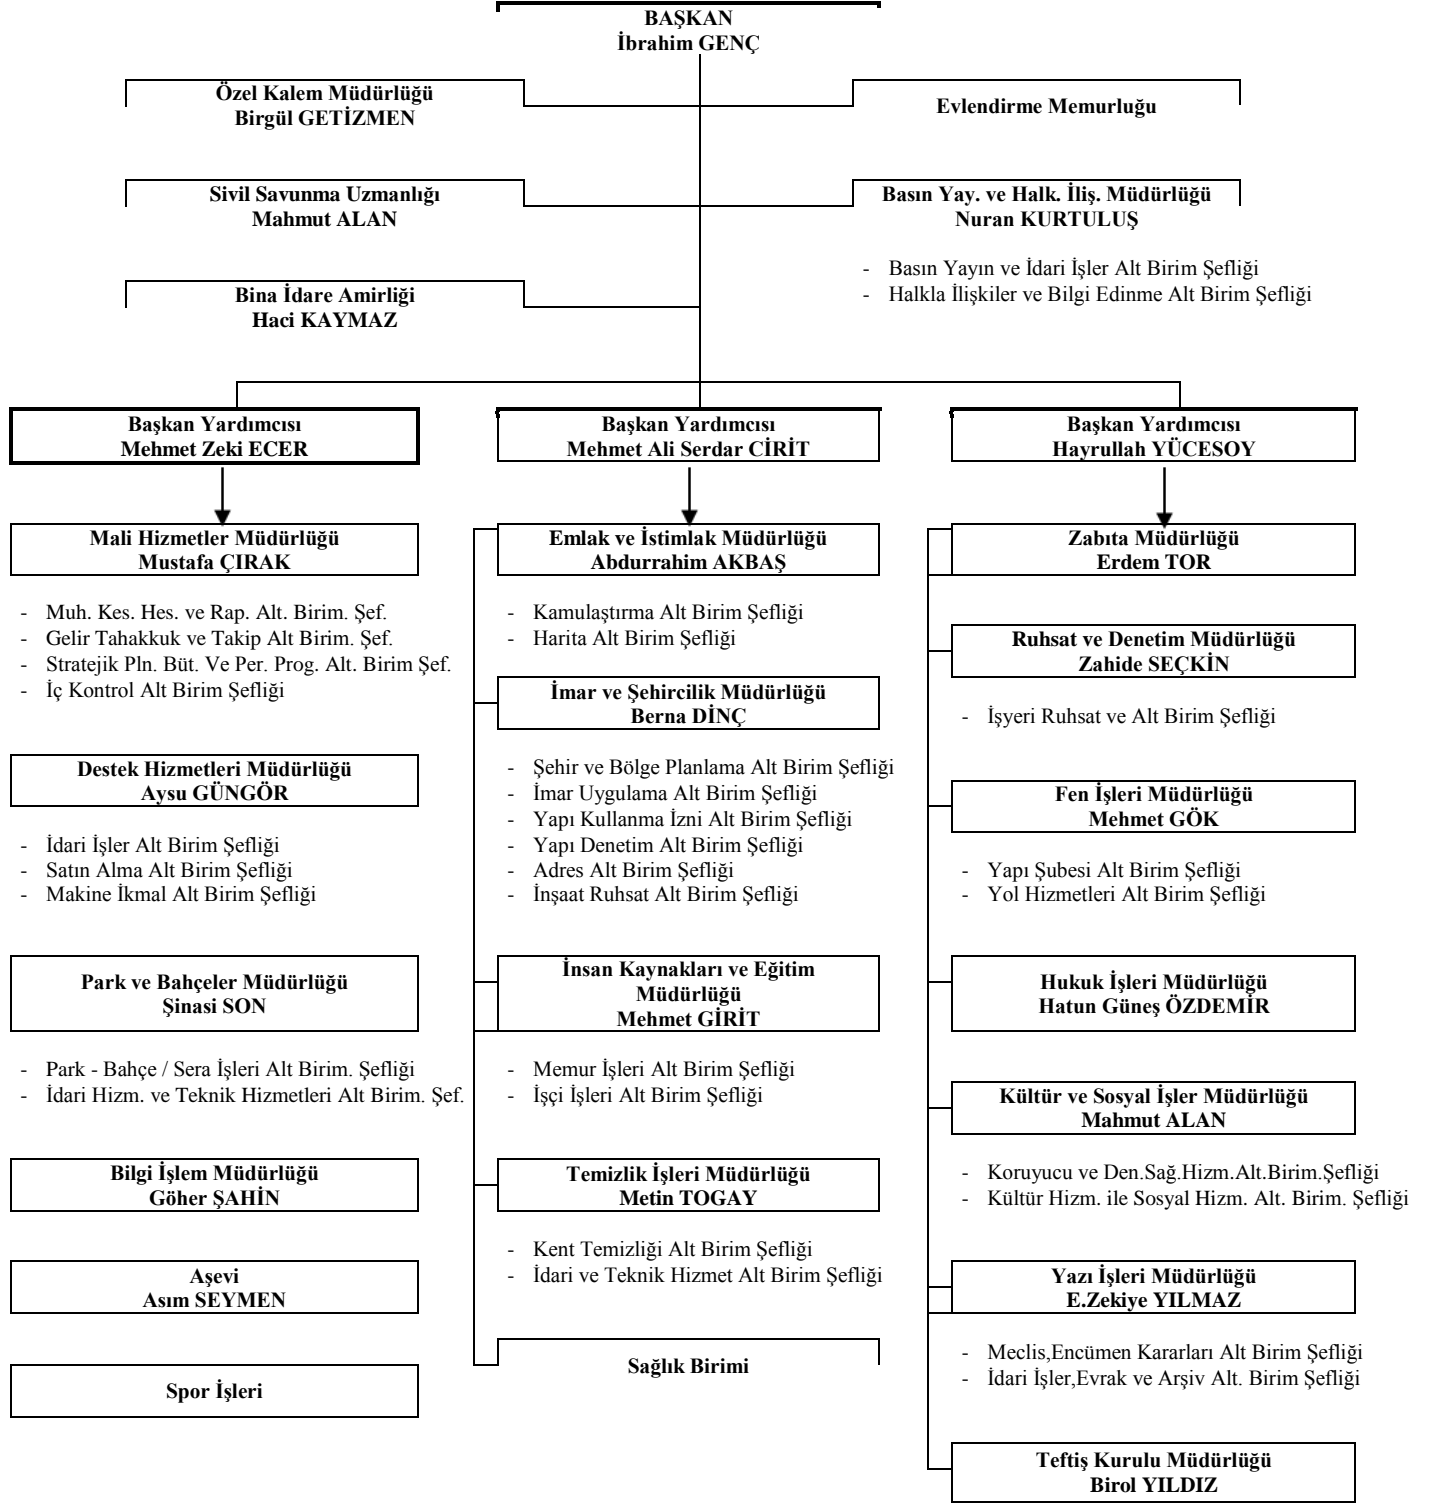 BAŞKAN
İbrahim GENÇ
Özel Kalem Müdürlüğü
Birgül GETİZMEN
Evlendirme Memurluğu
Sivil Savunma Uzmanlığı
Mahmut ALAN
Basın Yay. ve Halk. İliş. Müdürlüğü
Nuran KURTULUŞ
- Basın Yayın ve İdari İşler Alt Birim Şefliği
- Halkla İlişkiler ve Bilgi Edinme Alt Birim Şefliği
Bina İdare Amirliği
Haci KAYMAZ
Başkan Yardımcısı
Mehmet Zeki ECER
Mali Hizmetler Müdürlüğü
Mustafa ÇIRAK
- Muh. Kes. Hes. ve Rap. Alt. Birim. Şef.
- Gelir Tahakkuk ve Takip Alt Birim. Şef.
- Stratejik Pln. Büt. Ve Per. Prog. Alt. Birim Şef.
- İç Kontrol Alt Birim Şefliği
Destek Hizmetleri Müdürlüğü
Aysu GÜNGÖR
- İdari İşler Alt Birim Şefliği
- Satın Alma Alt Birim Şefliği
- Makine İkmal Alt Birim Şefliği
Park ve Bahçeler Müdürlüğü
Şinasi SON
- Park - Bahçe / Sera İşleri Alt Birim. Şefliği
- İdari Hizm. ve Teknik Hizmetleri Alt Birim. Şef.
Bilgi İşlem Müdürlüğü
Göher ŞAHİN
Aşevi
Asım SEYMEN
Spor İşleri
Başkan Yardımcısı
Mehmet Ali Serdar CİRİT
Emlak ve İstimlak Müdürlüğü
Abdurrahim AKBAŞ
- Kamulaştırma Alt Birim Şefliği
- Harita Alt Birim Şefliği
İmar ve Şehircilik Müdürlüğü
Berna DİNÇ
- Şehir ve Bölge Planlama Alt Birim Şefliği
- İmar Uygulama Alt Birim Şefliği
- Yapı Kullanma İzni Alt Birim Şefliği
- Yapı Denetim Alt Birim Şefliği
- Adres Alt Birim Şefliği
- İnşaat Ruhsat Alt Birim Şefliği
İnsan Kaynakları ve Eğitim
Müdürlüğü
Mehmet GİRİT
- Memur İşleri Alt Birim Şefliği
- İşçi İşleri Alt Birim Şefliği
Temizlik İşleri Müdürlüğü
Metin TOGAY
- Kent Temizliği Alt Birim Şefliği
- İdari ve Teknik Hizmet Alt Birim Şefliği
Sağlık Birimi
Başkan Yardımcısı
Hayrullah YÜCESOY
Zabıta Müdürlüğü
Erdem TOR
Ruhsat ve Denetim Müdürlüğü
Zahide SEÇKİN
- İşyeri Ruhsat ve Alt Birim Şefliği
Fen İşleri Müdürlüğü
Mehmet GÖK
- Yapı Şubesi Alt Birim Şefliği
- Yol Hizmetleri Alt Birim Şefliği
Hukuk İşleri Müdürlüğü
Hatun Güneş ÖZDEMİR
Kültür ve Sosyal İşler Müdürlüğü
Mahmut ALAN
- Koruyucu ve Den.Sağ.Hizm.Alt.Birim.Şefliği
- Kültür Hizm. ile Sosyal Hizm. Alt. Birim. Şefliği
Yazı İşleri Müdürlüğü
E.Zekiye YILMAZ
- Meclis,Encümen Kararları Alt Birim Şefliği
- İdari İşler,Evrak ve Arşiv Alt. Birim Şefliği
Teftiş Kurulu Müdürlüğü
Birol YILDIZ